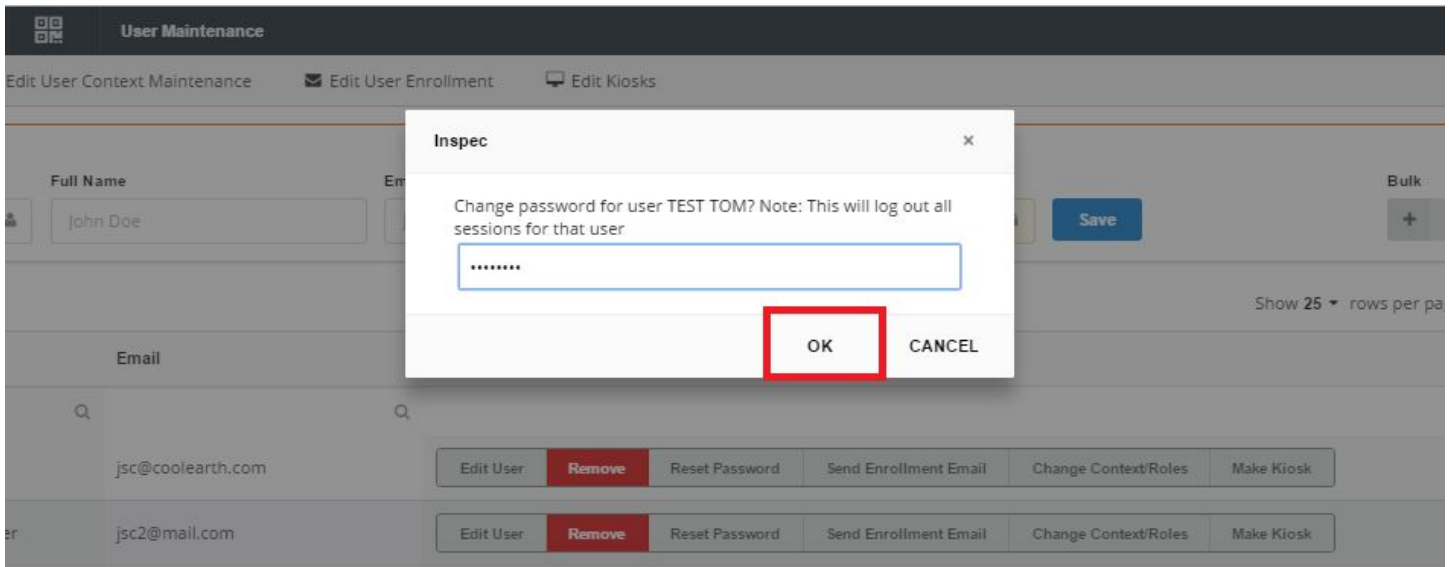 User Maintenance
Edit User Context Maintenance Edit User Enrollment Edit Kiosks
Inspec ×
Full Name Em Bulk
John Doe Save +
Change password for user TEST TOM? Note: This will log out all
sessions for that user
••••••••
Show 25 rows per pa
OK CANCEL
Email
jsc@coolearth.com Edit User Remove Reset Password Send Enrollment Email Change Context/Roles Make Kiosk
er jsc2@mail.com Edit User Remove Reset Password Send Enrollment Email Change Context/Roles Make Kiosk